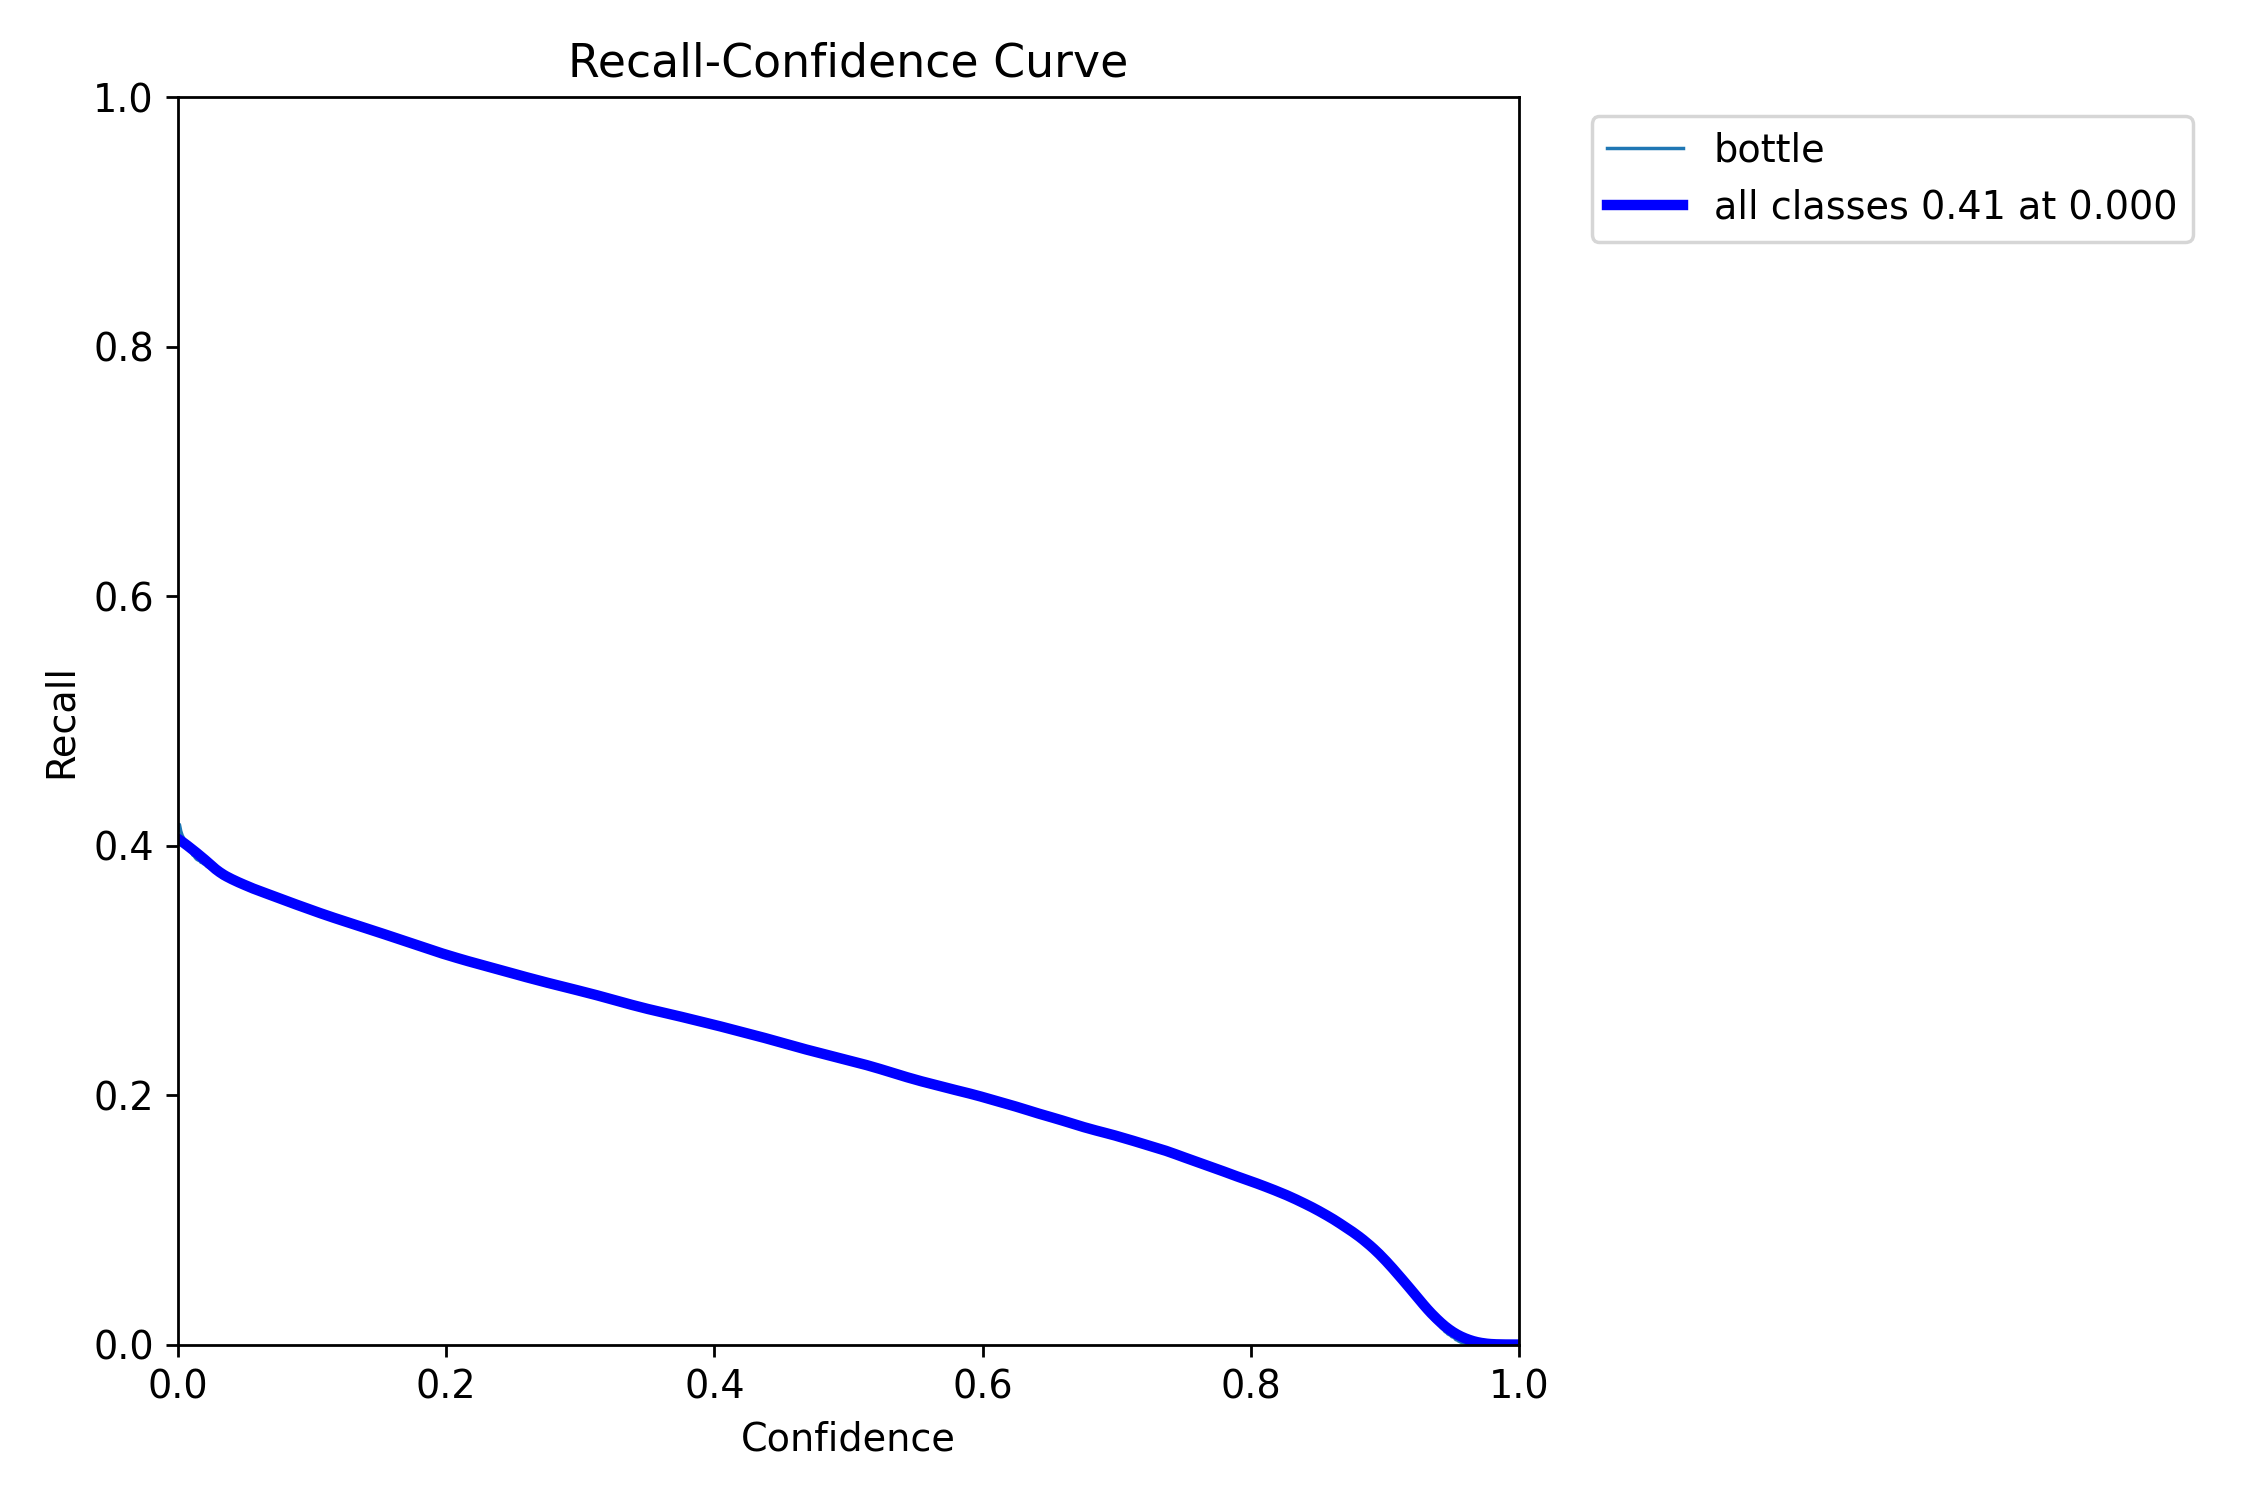 Recall-Confidence Curve
1.0
0.8
0.6
0.4
0.2
0.0
Recall
0.0 0.2 0.4 0.6 0.8 1.0
Confidence
bottle
all classes 0.41 at 0.000